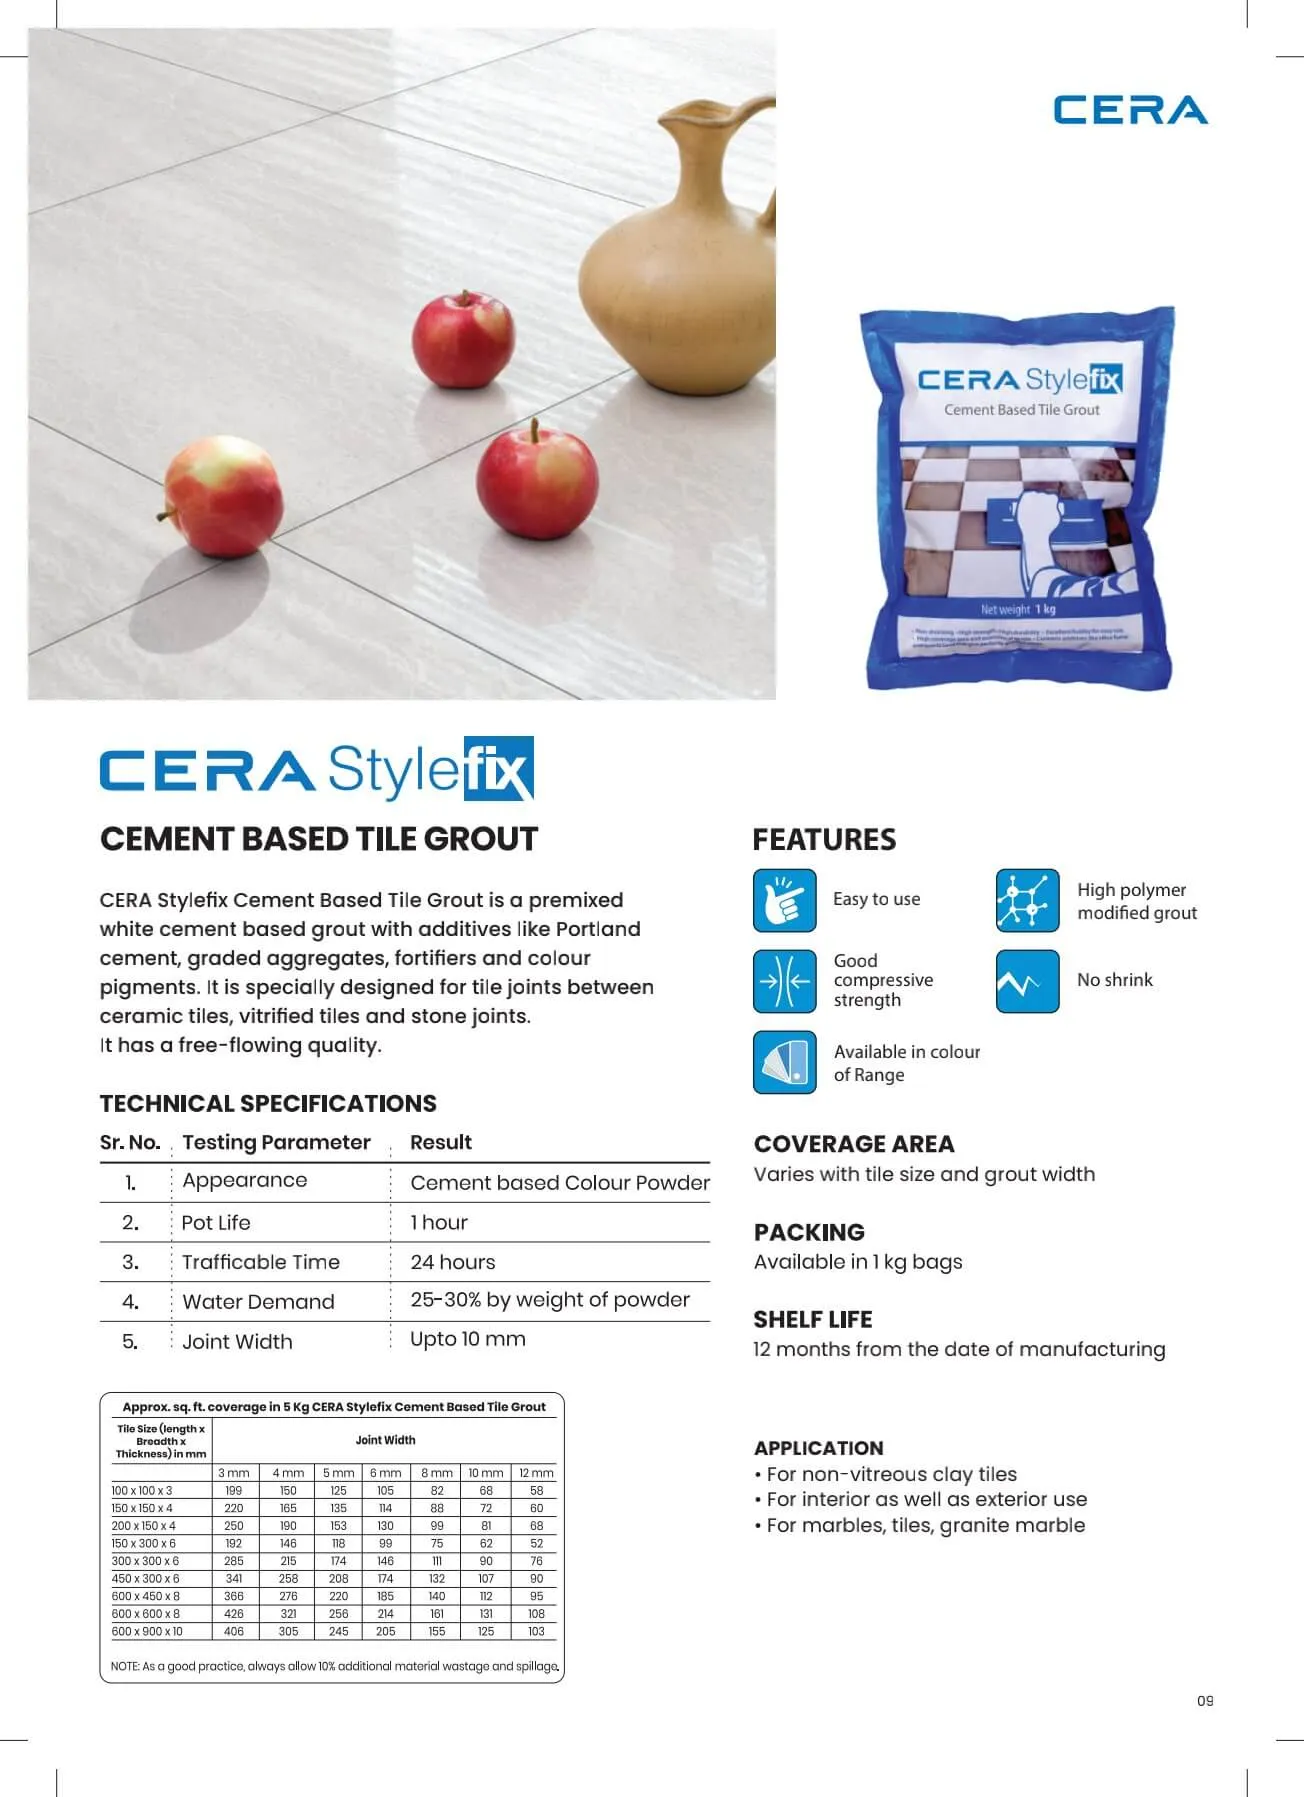 CERA
CERA Stylefix
Cement Based Tile Grout
Net weight 1 kg
CERA Stylefix
CEMENT BASED TILE GROUT
CERA Stylefix Cement Based Tile Grout is a premixed
white cement based grout with additives like Portland
cement, graded aggregates, fortifiers and colour
pigments. It is specially designed for tile joints between
ceramic tiles, vitrified tiles and stone joints.
It has a free-flowing quality.
TECHNICAL SPECIFICATIONS
Sr. No. Testing Parameter Result
1. Appearance Cement based Colour Powder
2. Pot Life 1 hour
3. Trafficable Time 24 hours
4. Water Demand 25-30% by weight of powder
5. Joint Width Upto 10 mm
Approx. sq. ft. coverage in 5 Kg CERA Stylefix Cement Based Tile Grout
Tile Size (length x
Breadth x
Thickness) in mm
Joint Width
3 mm 4 mm 5 mm 6 mm 8 mm 10 mm 12 mm
100 x 100 x 3 199 150 125 105 82 68 58
150 x 150 x 4 220 165 135 114 88 72 60
200 x 150 x 4 250 190 153 130 99 81 68
150 x 300 x 6 192 146 118 99 75 62 52
300 x 300 x 6 285 215 174 146 111 90 76
450 x 300 x 6 341 258 208 174 132 107 90
600 x 450 x 8 366 276 220 185 140 112 95
600 x 600 x 8 426 321 256 214 161 131 108
600 x 900 x 10 406 305 245 205 155 125 103
NOTE: As a good practice, always allow 10% additional material wastage and spillage.
FEATURES
Easy to use
High polymer
modified grout
Good
compressive
strength
No shrink
Available in colour
of Range
COVERAGE AREA
Varies with tile size and grout width
PACKING
Available in 1 kg bags
SHELF LIFE
12 months from the date of manufacturing
APPLICATION
• For non-vitreous clay tiles
• For interior as well as exterior use
• For marbles, tiles, granite marble
09